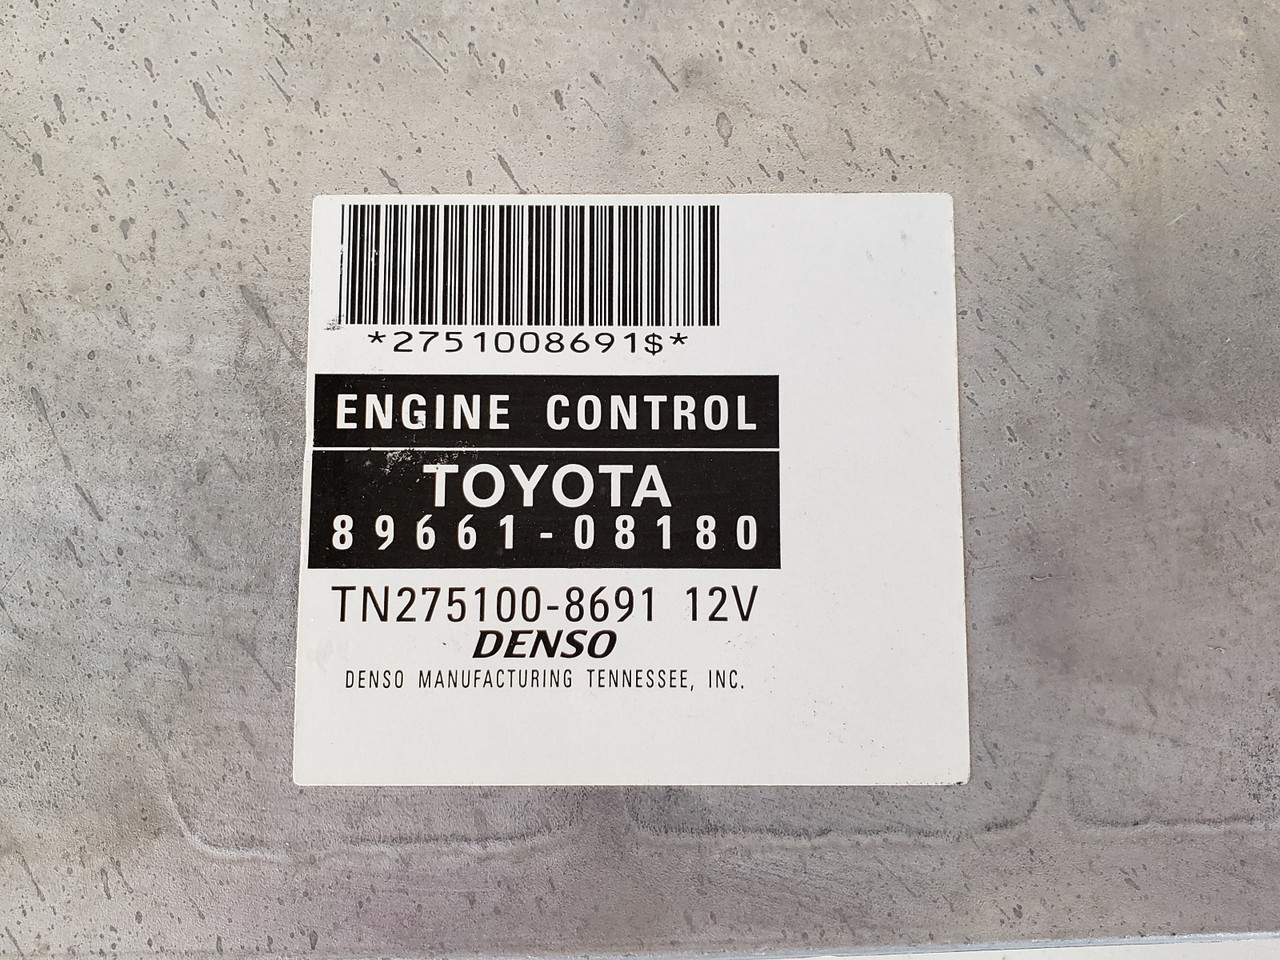 *2751008691$*
ENGINE CONTROL
TOYOTA
89661-08180
TN275100-8691 12V
DENSO
DENSO MANUFACTURING TENNESSEE, INC.